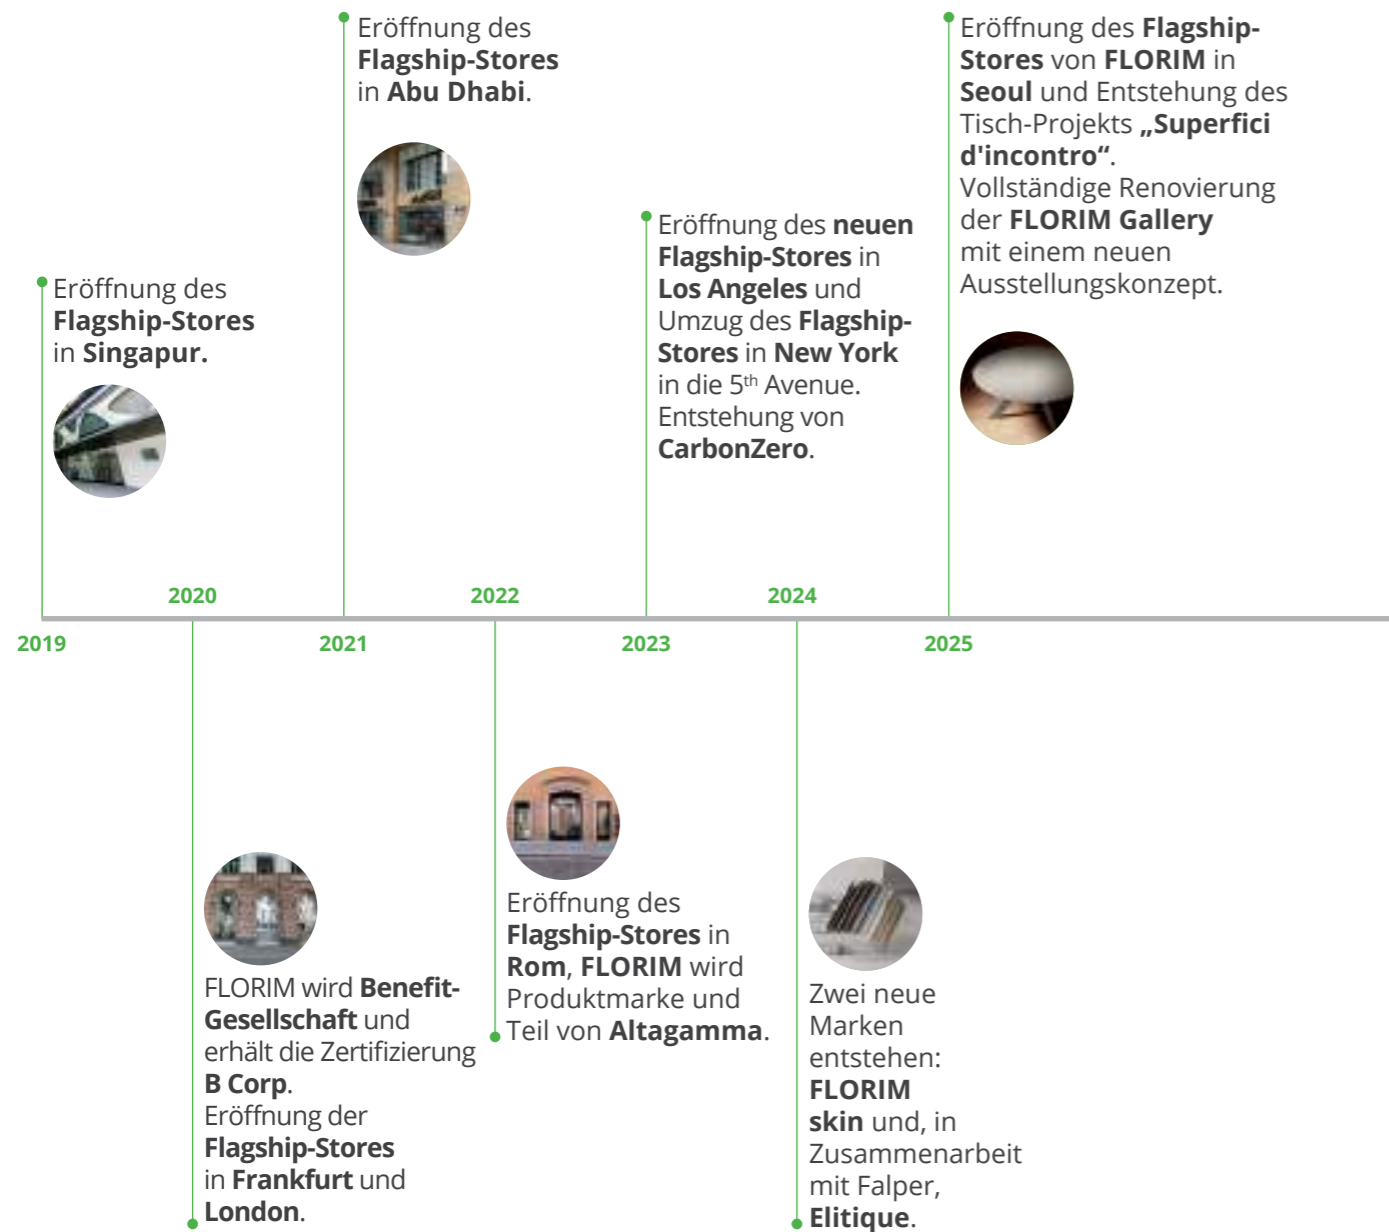 Eröffnung des
Flagship-Stores
in Singapur.
Eröffnung des
Flagship-Stores
in Abu Dhabi.
Eröffnung des neuen
Flagship-Stores in
Los Angeles und
Umzug des Flagship-
Stores in New York
in die 5th Avenue.
Entstehung von
CarbonZero.
Eröffnung des Flagship-
Stores von FLORIM in
Seoul und Entstehung des
Tisch-Projekts „Superfici
d'incontro“.
Vollständige Renovierung
der FLORIM Gallery
mit einem neuen
Ausstellungskonzept.
2020
2022
2024
2019
2021
2023
2025
FLORIM wird Benefit-
Gesellschaft und
erhält die Zertifizierung
B Corp.
Eröffnung der
Flagship-Stores
in Frankfurt und
London.
Eröffnung des
Flagship-Stores in
Rom, FLORIM wird
Produktmarke und
Teil von Altagamma.
Zwei neue
Marken
entstehen:
FLORIM
skin und, in
Zusammenarbeit
mit Falper,
Elitique.